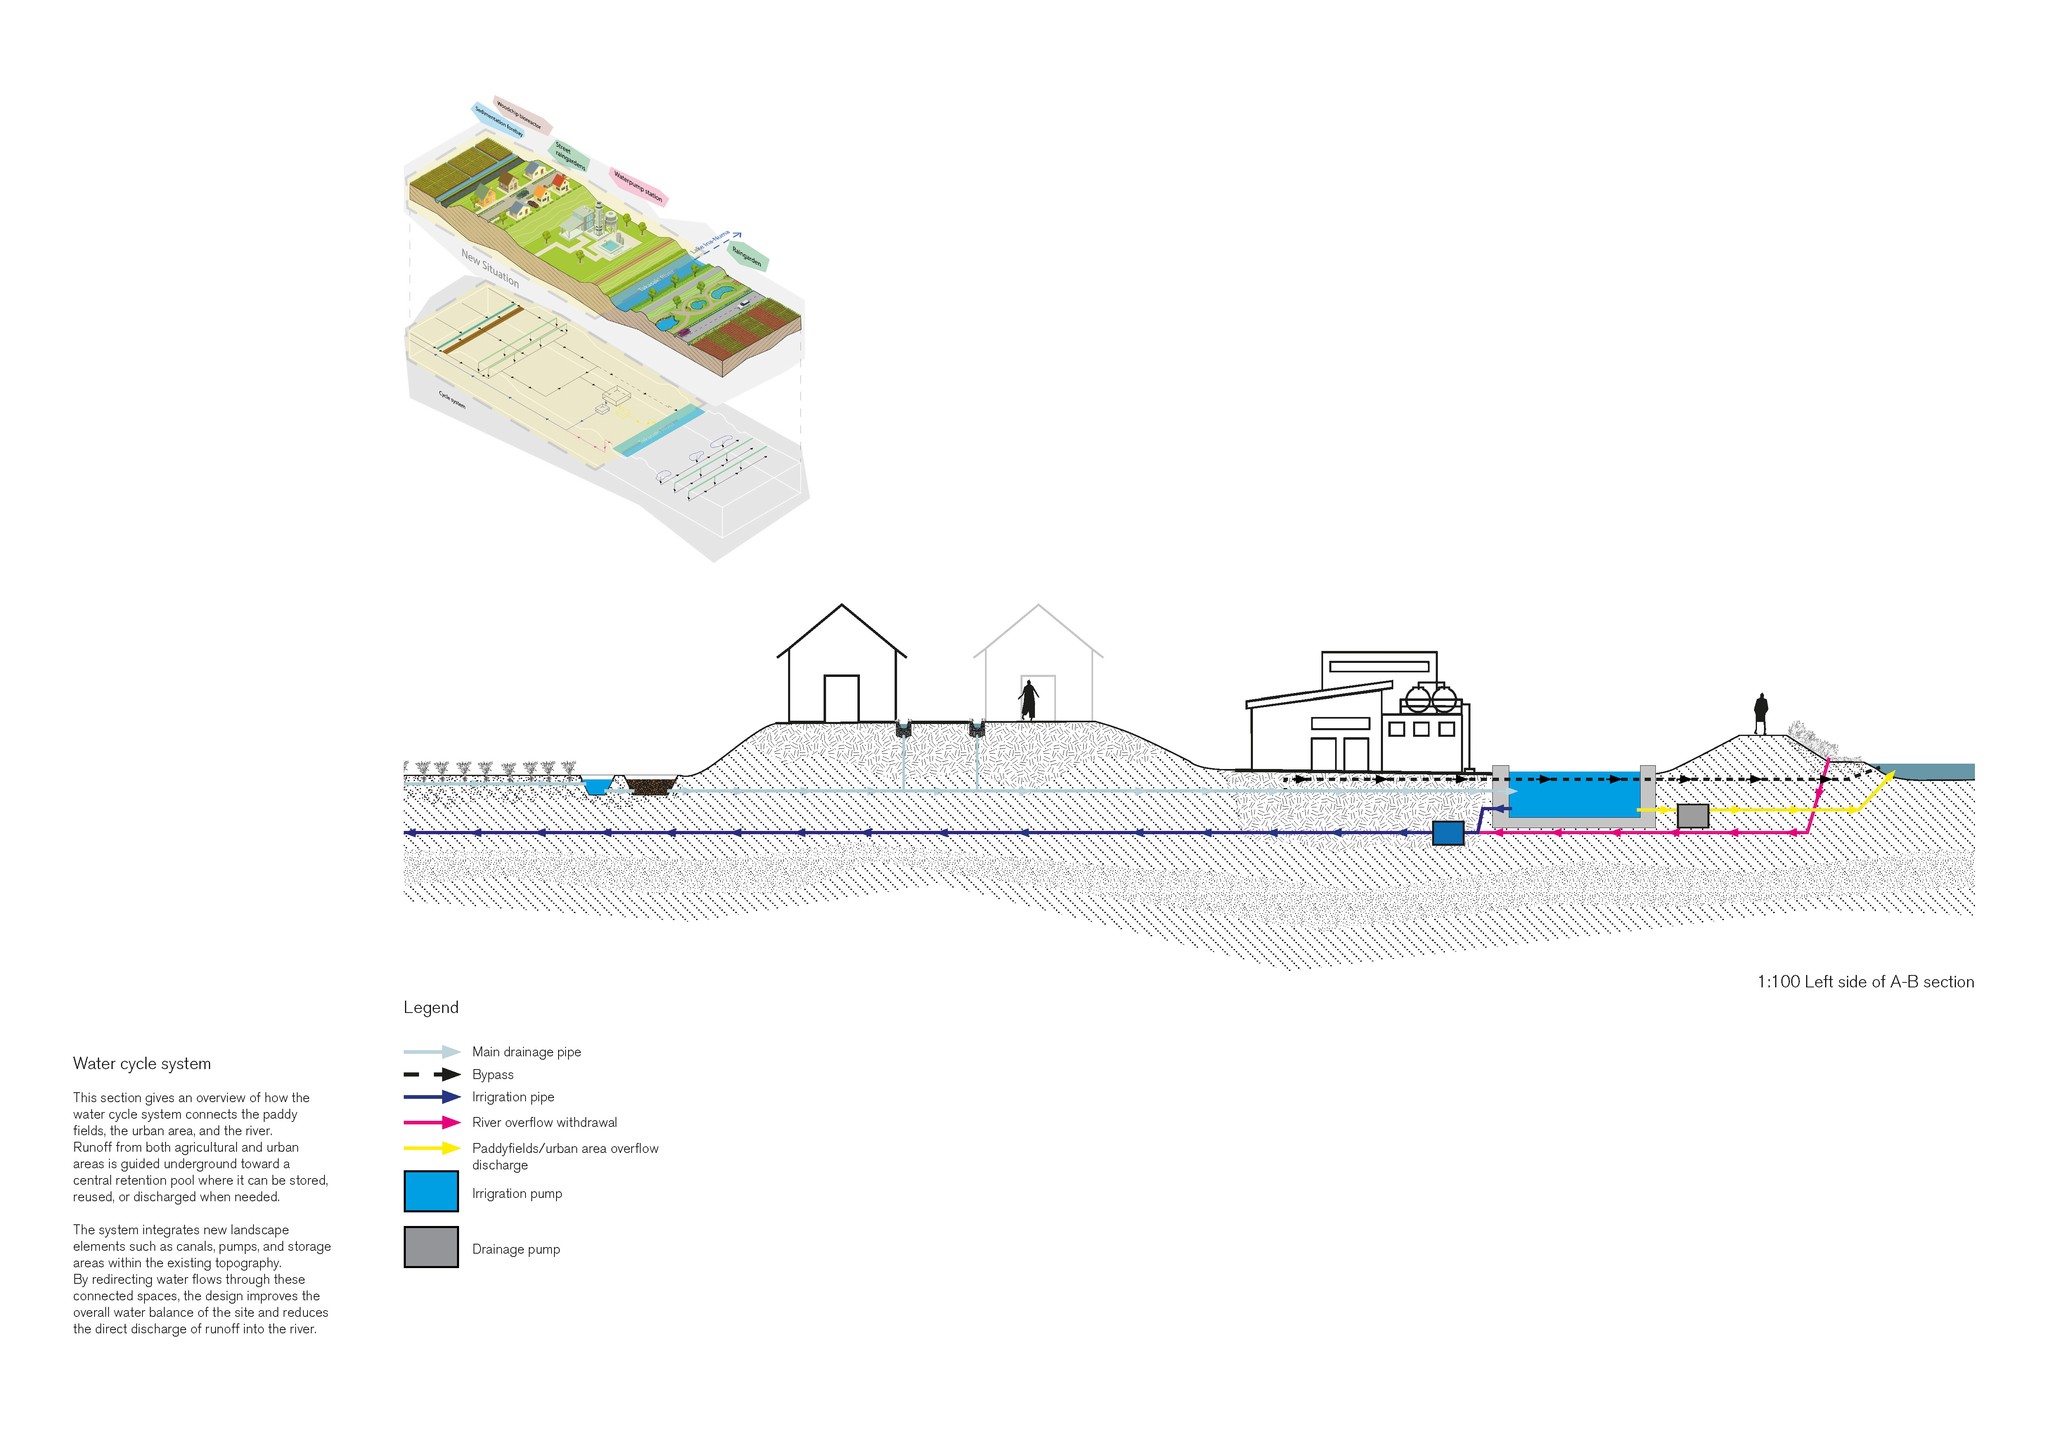 Woodchip bioreactor
Sedimentation forebay
Street
raingardens
Waterpump station
Lake Ina-Numa
Raingarden
New Situation
Cycle system
1:100 Left side of A-B section
Legend
Main drainage pipe
Bypass
Irrigration pipe
River overflow withdrawal
Paddyfields/urban area overflow
discharge
Irrigration pump
Drainage pump
Water cycle system
This section gives an overview of how the
water cycle system connects the paddy
fields, the urban area, and the river.
Runoff from both agricultural and urban
areas is guided underground toward a
central retention pool where it can be stored,
reused, or discharged when needed.
The system integrates new landscape
elements such as canals, pumps, and storage
areas within the existing topography.
By redirecting water flows through these
connected spaces, the design improves the
overall water balance of the site and reduces
the direct discharge of runoff into the river.